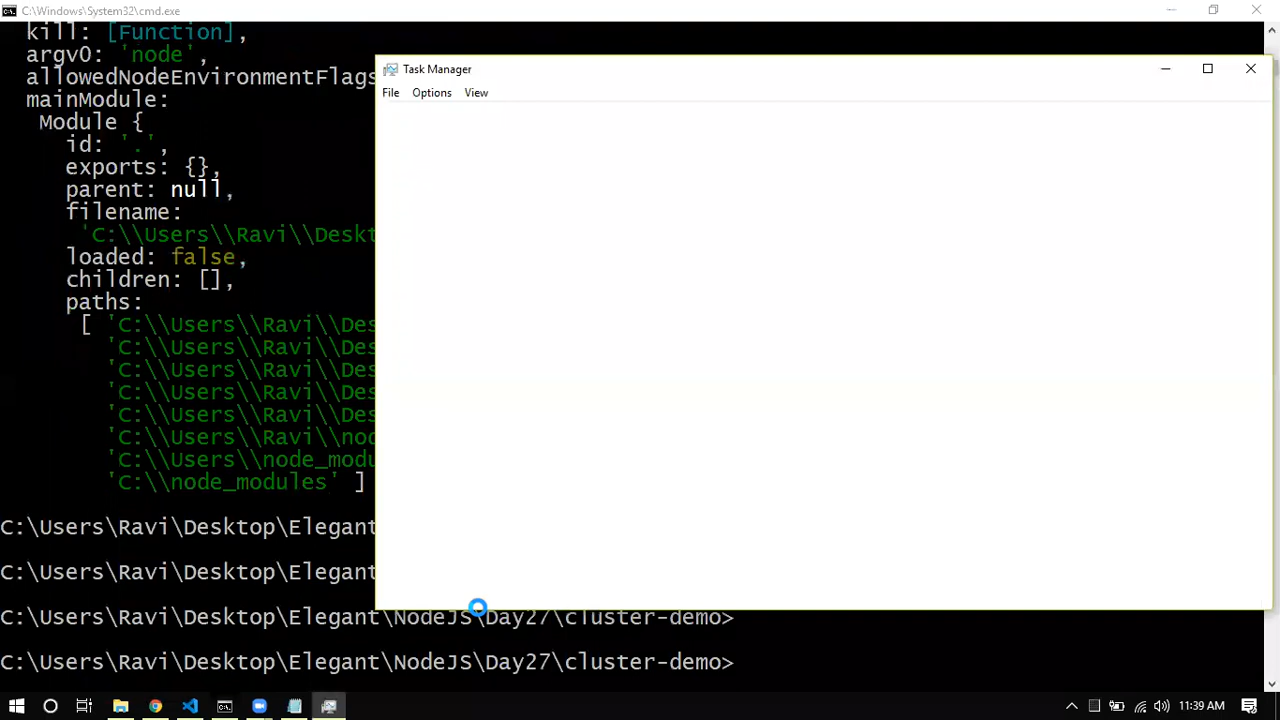 C:\Windows\System32\cmd.exe
kill: [Function],
argv0: 'node',
allowedNodeEnvironmentFlags
mainModule:
Module {
id: '.',
exports: {},
parent: null,
filename:
'C:\\Users\\Ravi\\Deskt
loaded: false,
children: [],
paths:
[ 'C:\\Users\\Ravi\\Des
'C:\\Users\\Ravi\\Des
'C:\\Users\\Ravi\\Des
'C:\\Users\\Ravi\\Des
'C:\\Users\\Ravi\\Des
'C:\\Users\\Ravi\\nod
'C:\\Users\\node_modu
'C:\\node_modules' ]
C:\Users\Ravi\Desktop\Elegant
C:\Users\Ravi\Desktop\Elegant
C:\Users\Ravi\Desktop\Elegant\NodeJS\Day27\cluster-demo>
C:\Users\Ravi\Desktop\Elegant\NodeJS\Day27\cluster-demo>
Task Manager
File Options View
11:39 AM